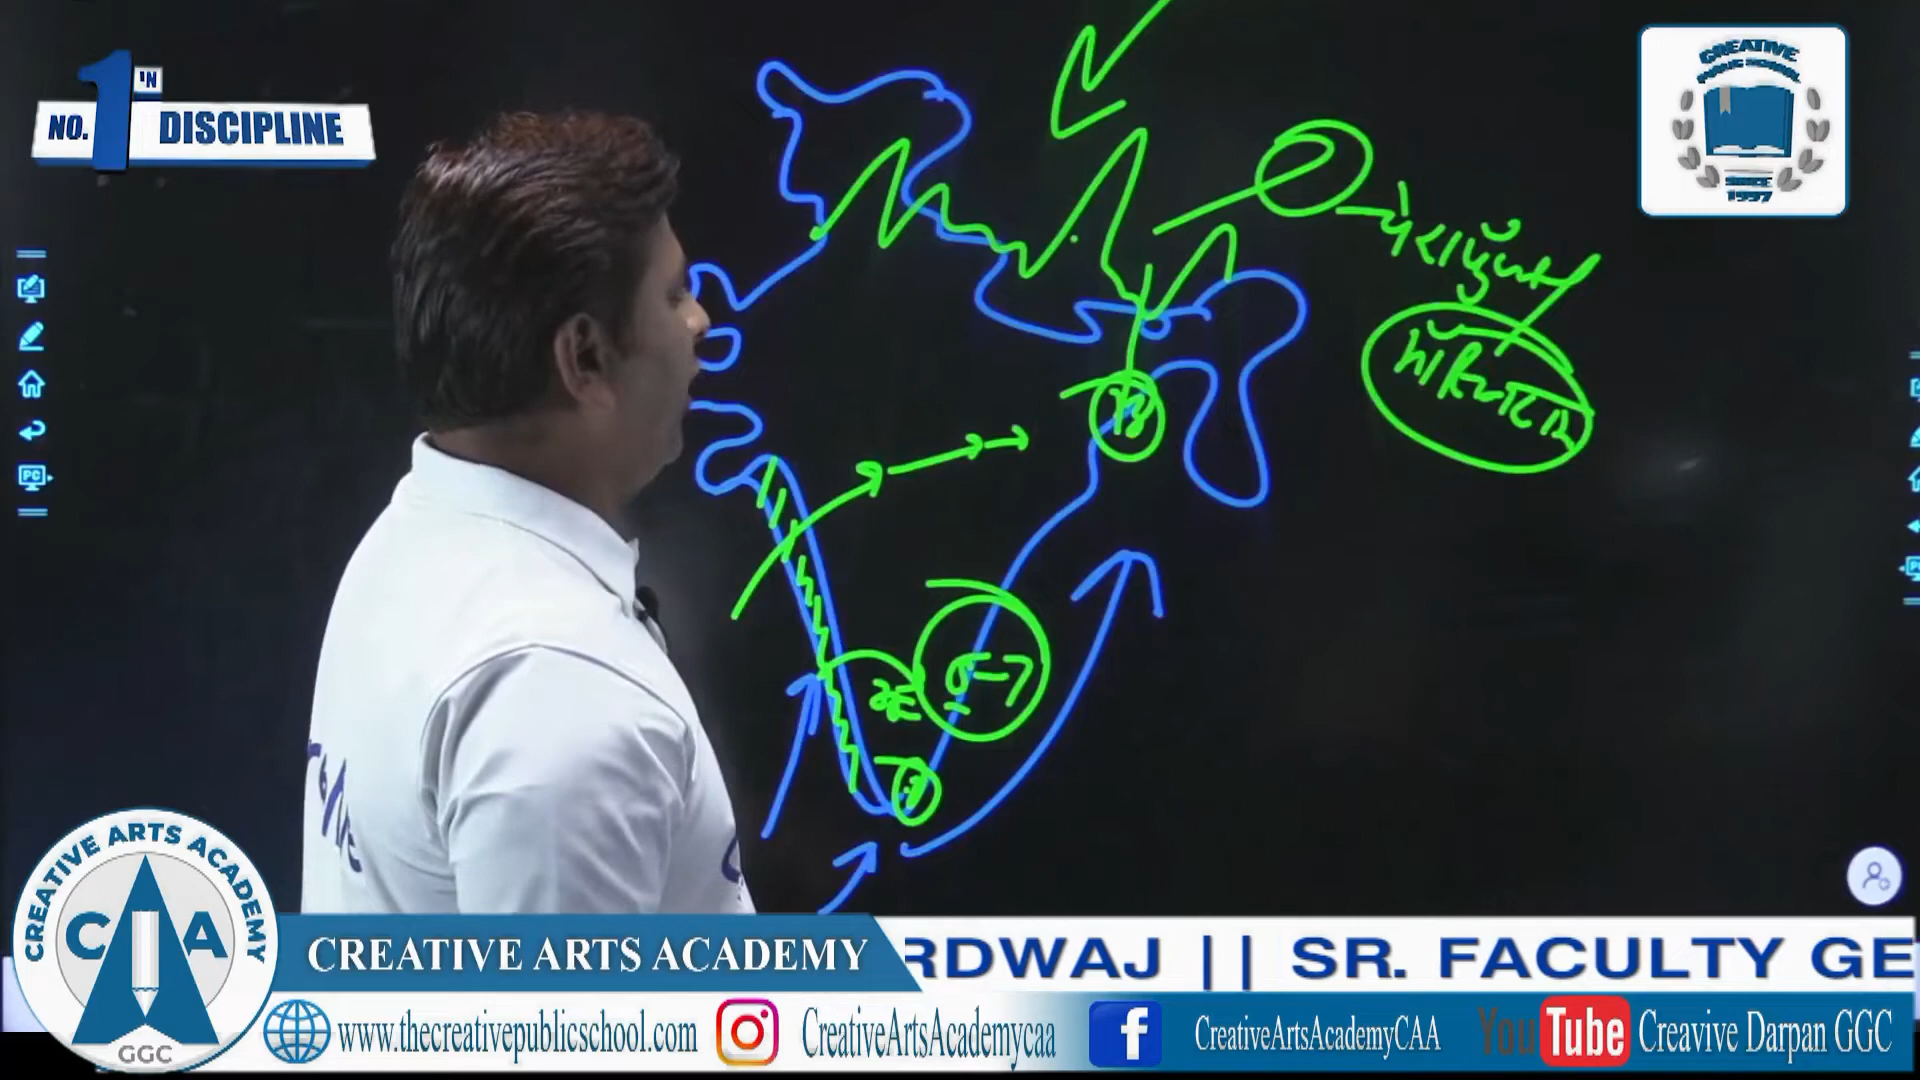 NO. 1 'N DISCIPLINE
CREATIVE
PUBLIC SCHOOL
SINCE
1997
PC
CREATIVE ARTS ACADEMY
CAA
GGC
CREATIVE ARTS ACADEMY
RDWAJ || SR. FACULTY GE
www.thecreativepublicschool.com
CreativeArtsAcademycaa
CreativeArtsAcademyCAA
YouTube Creavive Darpan GGC